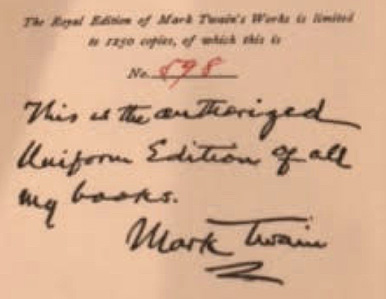 The Royal Edition of Mark Twain's Works is limited
to 1250 copies, of which this is
No. 898
This is the authorized
Uniform Edition of all
my books.
Mark Twain